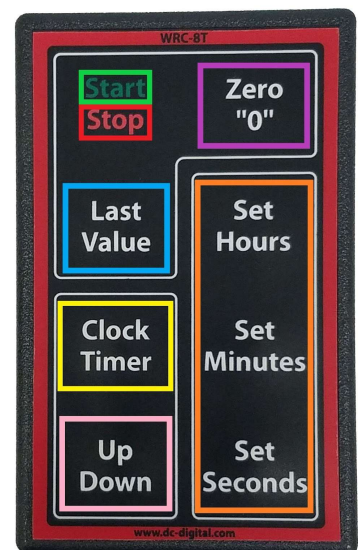 WRC-8T
Start
Stop
Zero
"0"
Last
Value
Set
Hours
Clock
Timer
Set
Minutes
Up
Down
Set
Seconds
www.dc-digital.com